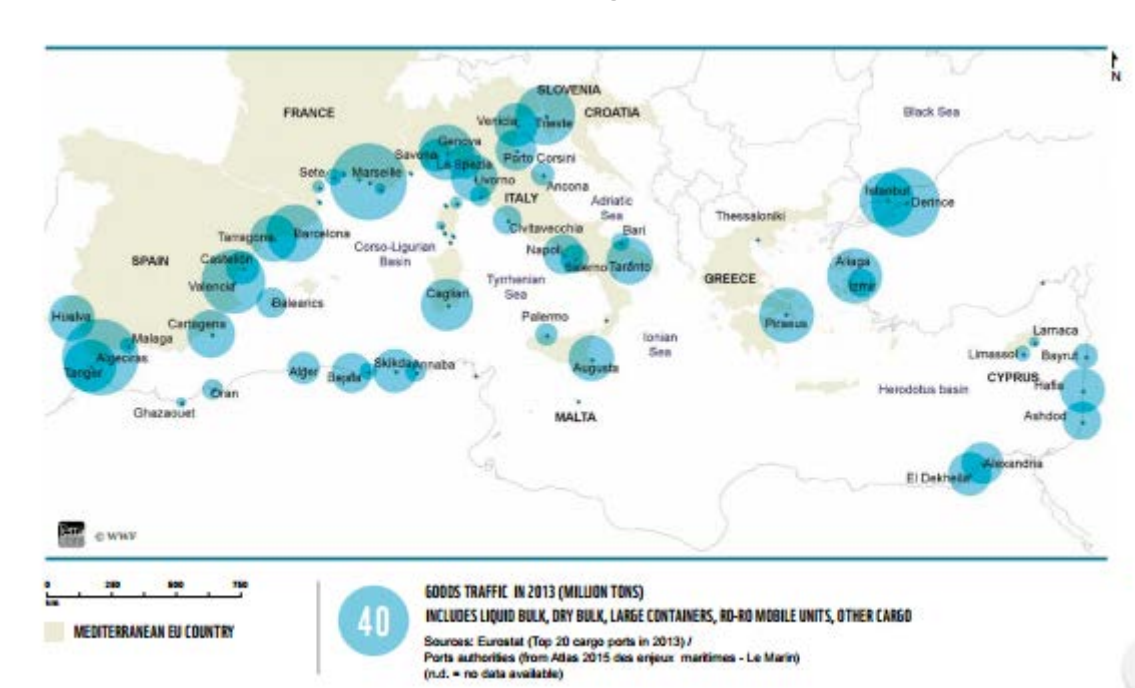 N
SLOVENIA
FRANCE
CROATIA
Black Sea
Venicia
Trieste
Genova
Savona
La Spezia
Porto Corsini
Sete
Marseille
Livorno
Ancona
ITALY
Adriatic
Sea
Istanbul
Derince
Thessaloniki
Civitavecchia
Bari
Tarragona
Barcelona
Corso-Ligurian
Basin
Napoli
Salerno
Taranto
SPAIN
Castellon
Valencia
Tyrrhenian
Sea
GREECE
Aliaga
Izmir
Cagliari
Balearics
Huelva
Cartagena
Malaga
Palermo
Piraeus
Ionian
Sea
Larnaca
Algeciras
Tanger
Limassol
Bayrut
Alger
Bejaia
Skikda
Annaba
Augusta
CYPRUS
Haifa
Oran
Herodotus basin
Ghazaouet
MALTA
Ashdod
Alexandria
El Dekheila
© WWF
0 250 500 750
km
MEDITERRANEAN EU COUNTRY
40
GOODS TRAFFIC IN 2013 (MILLION TONS)
INCLUDES LIQUID BULK, DRY BULK, LARGE CONTAINERS, RO-RO MOBILE UNITS, OTHER CARGO
Sources: Eurostat (Top 20 cargo ports in 2013) /
Ports authorities (from Atlas 2015 des enjeux maritimes - Le Marin)
(n.d. = no data available)